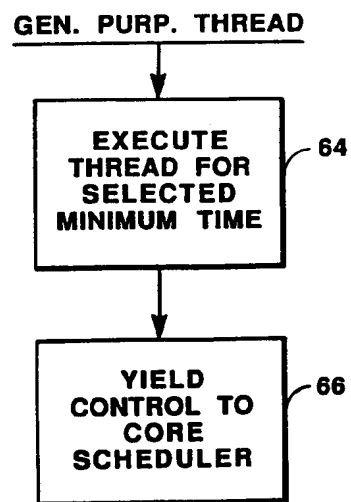 GEN. PURP. THREAD
EXECUTE
THREAD FOR
SELECTED
MINIMUM TIME
64
YIELD
CONTROL TO
CORE
SCHEDULER
66